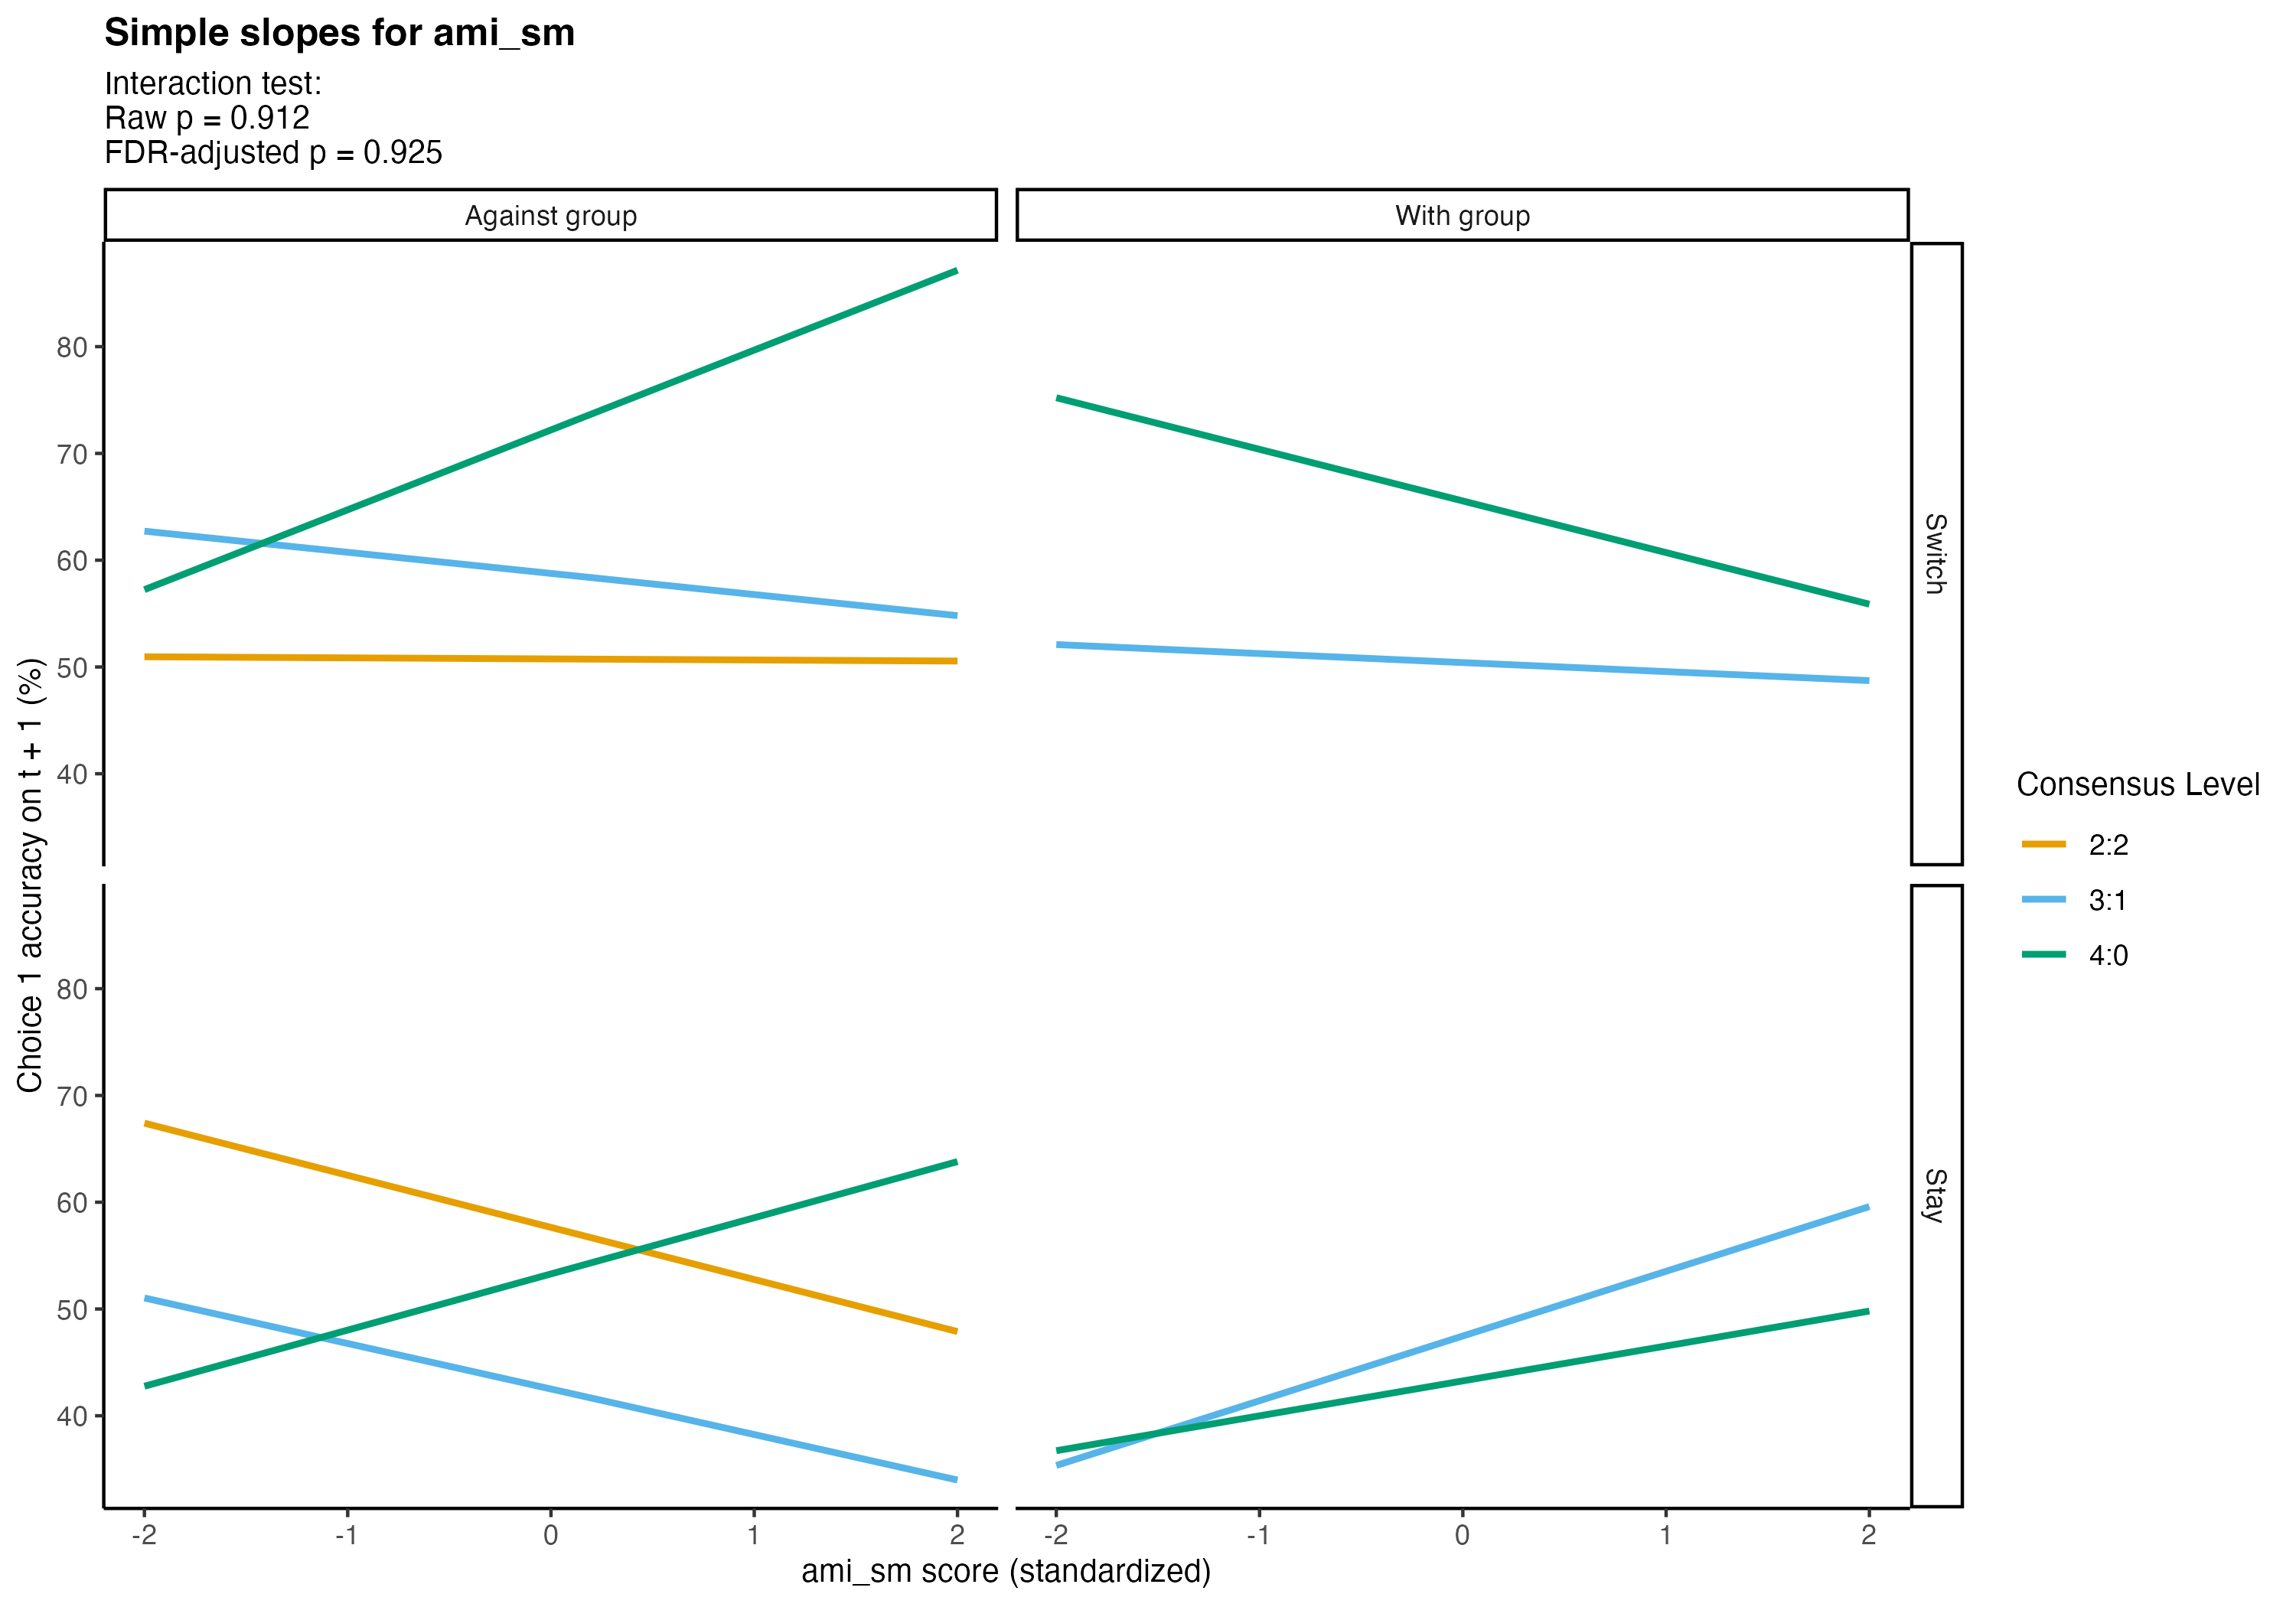 Simple slopes for ami_sm
Interaction test:
Raw p = 0.912
FDR-adjusted p = 0.925
Against group
With group
Switch
Stay
80
70
60
50
40
80
70
60
50
40
Choice 1 accuracy on t + 1 (%)
-2
-1
0
1
2
-2
-1
0
1
2
ami_sm score (standardized)
Consensus Level
2:2
3:1
4:0